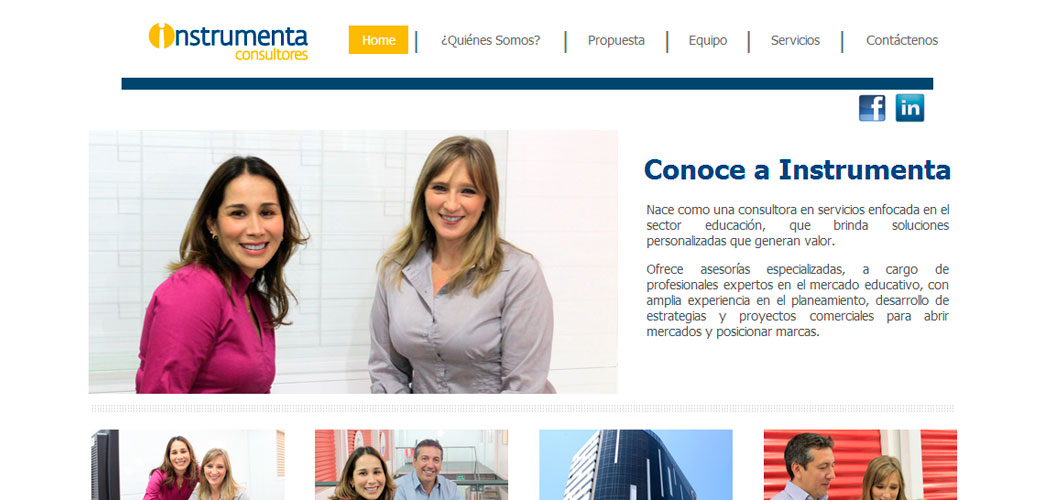 instrumenta
consultores
Home | ¿Quiénes Somos? | Propuesta | Equipo | Servicios | Contáctenos
f in
Conoce a Instrumenta
Nace como una consultora en servicios enfocada en el
sector educación, que brinda soluciones
personalizadas que generan valor.
Ofrece asesorías especializadas, a cargo de
profesionales expertos en el mercado educativo, con
amplia experiencia en el planeamiento, desarrollo de
estrategias y proyectos comerciales para abrir
mercados y posicionar marcas.